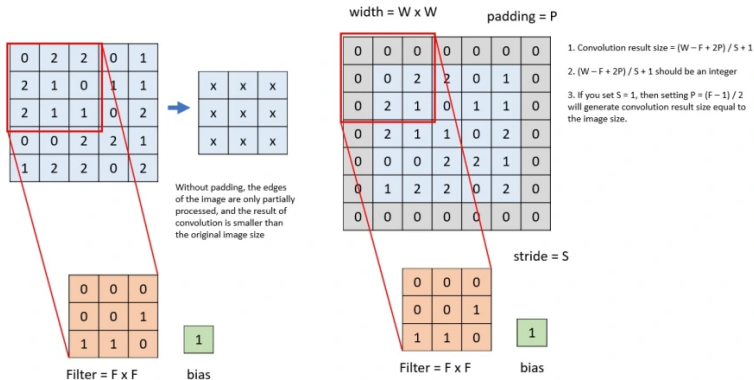 width = W x W
padding = P
0 2 2 0 1
2 1 0 1 1
2 1 1 0 2
0 0 2 2 1
1 2 2 0 2
x x x
x x x
x x x
Without padding, the edges
of the image are only partially
processed, and the result of
convolution is smaller than
the original image size
0 0 0
0 0 1
1 1 0
Filter = F x F
1
bias
0 0 0 0 0 0 0
0 0 2 2 0 1 0
0 2 1 0 1 1 0
0 2 1 1 0 2 0
0 0 0 2 2 1 0
0 1 2 2 0 2 0
0 0 0 0 0 0 0
stride = S
0 0 0
0 0 1
1 1 0
Filter = F x F
1
bias
1. Convolution result size = (W – F + 2P) / S + 1
2. (W – F + 2P) / S + 1 should be an integer
3. If you set S = 1, then setting P = (F – 1) / 2
will generate convolution result size equal to
the image size.